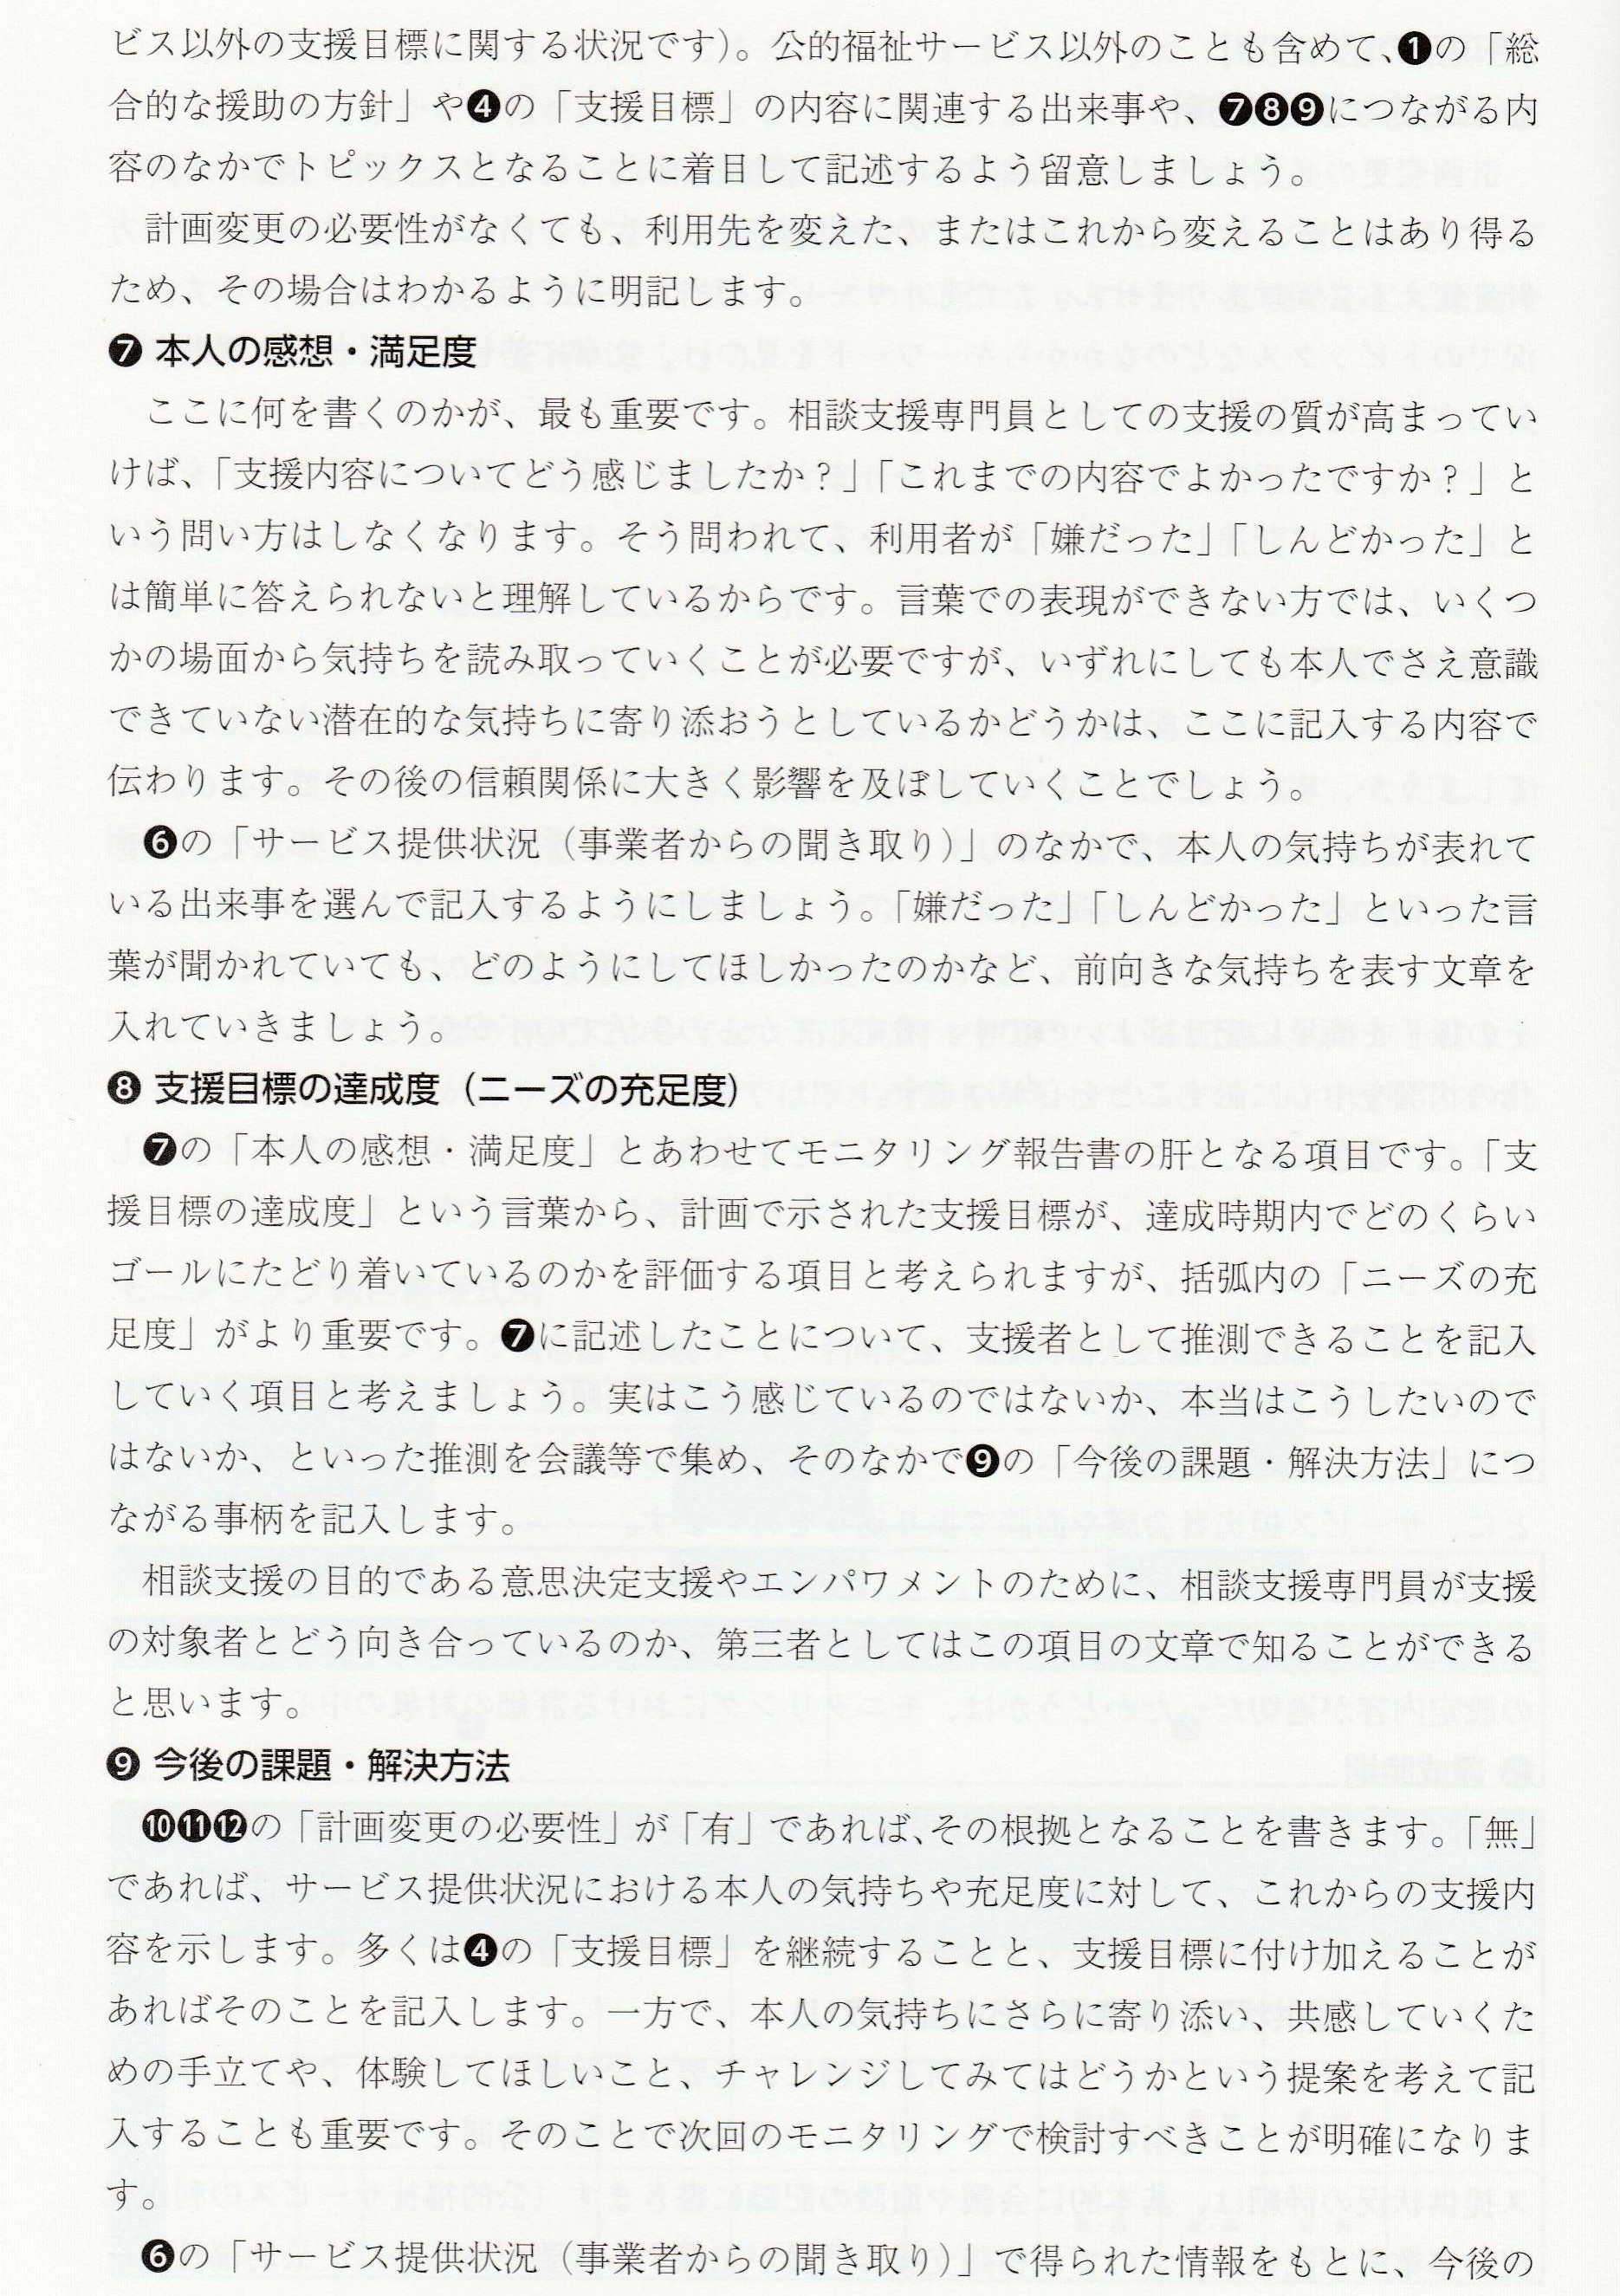 ビス以外の支援目標に関する状況です）。公的福祉サービス以外のことも含めて、❶の「総
合的な援助の方針」や❹の「支援目標」の内容に関連する出来事や、❼❽❾につながる内
容のなかでトピックスとなることに着目して記述するよう留意しましょう。
　計画変更の必要性がなくても、利用先を変えた、またはこれから変えることはあり得る
ため、その場合はわかるように明記します。
❼ 本人の感想・満足度
　ここに何を書くのかが、最も重要です。相談支援専門員としての支援の質が高まってい
けば、「支援内容についてどう感じましたか？」「これまでの内容でよかったですか？」と
いう問い方はしなくなります。そう問われて、利用者が「嫌だった」「しんどかった」と
は簡単に答えられないと理解しているからです。言葉での表現ができない方では、いくつ
かの場面から気持ちを読み取っていくことが必要ですが、いずれにしても本人でさえ意識
できていない潜在的な気持ちに寄り添おうとしているかどうかは、ここに記入する内容で
伝わります。その後の信頼関係に大きく影響を及ぼしていくことでしょう。
　❻の「サービス提供状況（事業者からの聞き取り）」のなかで、本人の気持ちが表れて
いる出来事を選んで記入するようにしましょう。「嫌だった」「しんどかった」といった言
葉が聞かれていても、どのようにしてほしかったのかなど、前向きな気持ちを表す文章を
入れていきましょう。
❽ 支援目標の達成度（ニーズの充足度）
　❼の「本人の感想・満足度」とあわせてモニタリング報告書の肝となる項目です。「支
援目標の達成度」という言葉から、計画で示された支援目標が、達成時期内でどのくらい
ゴールにたどり着いているのかを評価する項目と考えられますが、括弧内の「ニーズの充
足度」がより重要です。❼に記述したことについて、支援者として推測できることを記入
していく項目と考えましょう。実はこう感じているのではないか、本当はこうしたいので
はないか、といった推測を会議等で集め、そのなかで❾の「今後の課題・解決方法」につ
ながる事柄を記入します。
　相談支援の目的である意思決定支援やエンパワメントのために、相談支援専門員が支援
の対象者とどう向き合っているのか、第三者としてはこの項目の文章で知ることができる
と思います。
❾ 今後の課題・解決方法
　❿⓫⓬の「計画変更の必要性」が「有」であれば、その根拠となることを書きます。「無」
であれば、サービス提供状況における本人の気持ちや充足度に対して、これからの支援内
容を示します。多くは❹の「支援目標」を継続することと、支援目標に付け加えることが
あればそのことを記入します。一方で、本人の気持ちにさらに寄り添い、共感していくた
めの手立てや、体験してほしいこと、チャレンジしてみてはどうかという提案を考えて記
入することも重要です。そのことで次回のモニタリングで検討すべきことが明確になりま
す。
　❻の「サービス提供状況（事業者からの聞き取り）」で得られた情報をもとに、今後の